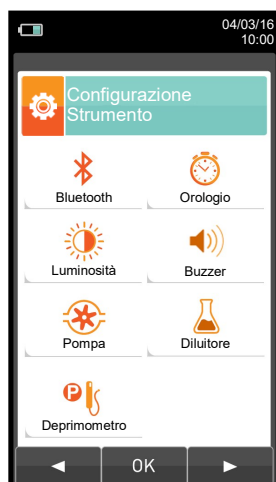 04/03/16
10:00
Configurazione
Strumento
Bluetooth
Orologio
Luminosità
Buzzer
Pompa
Diluitore
P
Deprimometro
OK